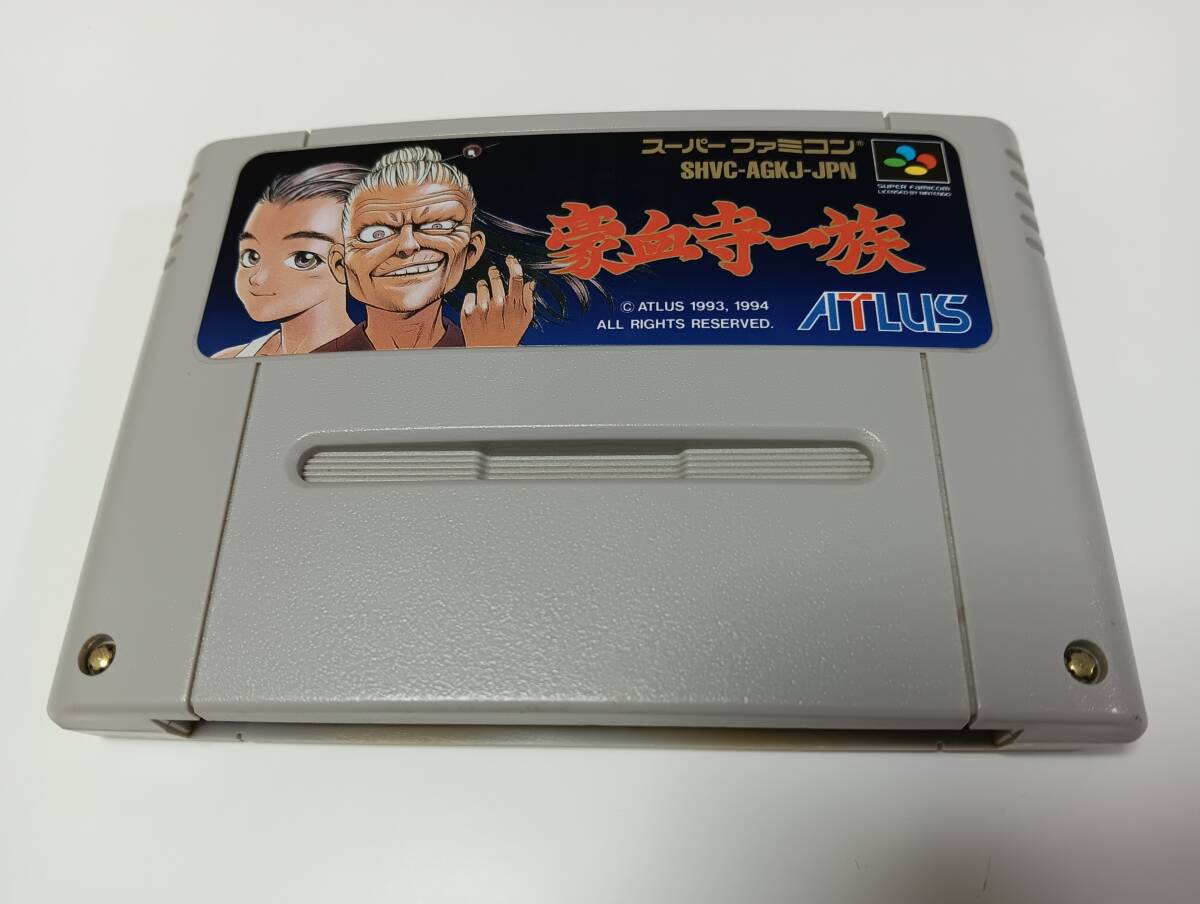 スーパーファミコン®
SHVC-AGKJ-JPN
SUPER FAMICOM
LICENSED BY NINTENDO
豪血寺一族
© ATLUS 1993, 1994
ALL RIGHTS RESERVED.
ATLUS